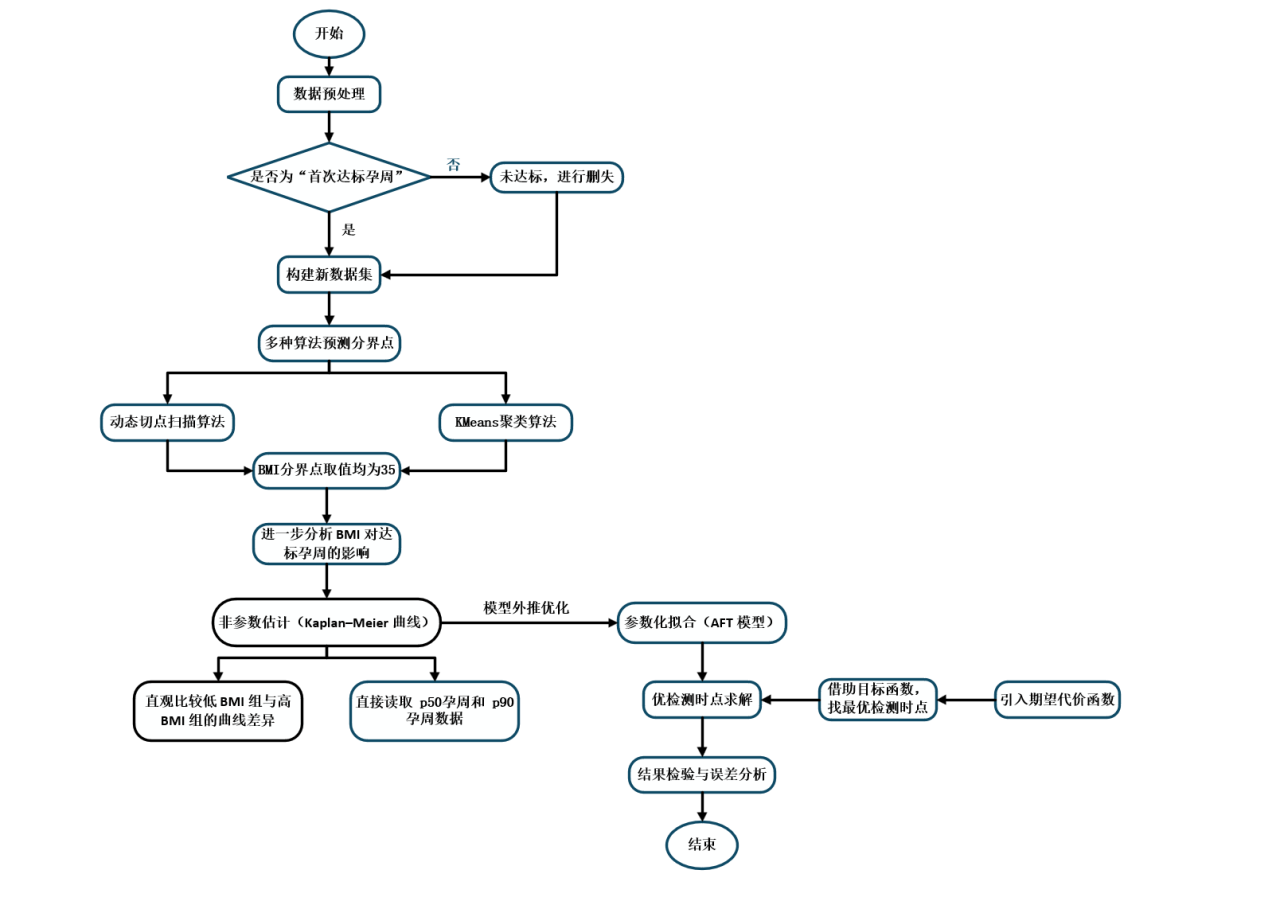 开始
数据预处理
是否为“首次达标孕周”
否
未达标，进行删失
是
构建新数据集
多种算法预测分界点
动态切点扫描算法
KMeans聚类算法
BMI分界点取值均为35
进一步分析 BMI 对达
标孕周的影响
非参数估计（Kaplan–Meier 曲线）
模型外推优化
参数化拟合（AFT 模型）
直观比较低 BMI 组与高
BMI 组的曲线差异
直接读取 p50孕周和 p90
孕周数据
优检测时点求解
借助目标函数，
找最优检测时点
引入期望代价函数
结果检验与误差分析
结束